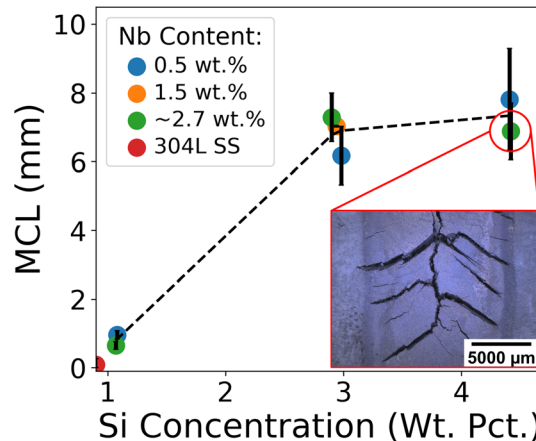 10
8
6
4
2
0
MCL (mm)
Nb Content:
0.5 wt.%
1.5 wt.%
~2.7 wt.%
304L SS
5000 µm
1
2
3
4
Si Concentration (Wt. Pct.)